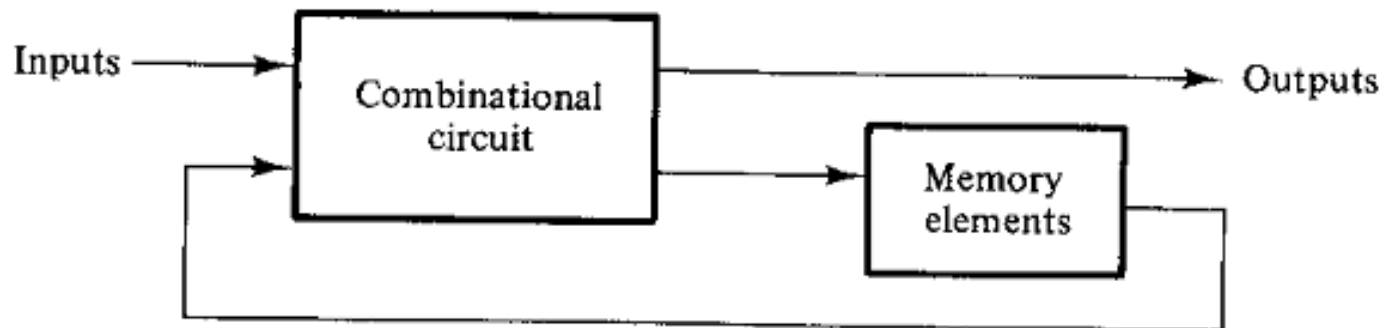 Inputs
Combinational
circuit
Outputs
Memory
elements